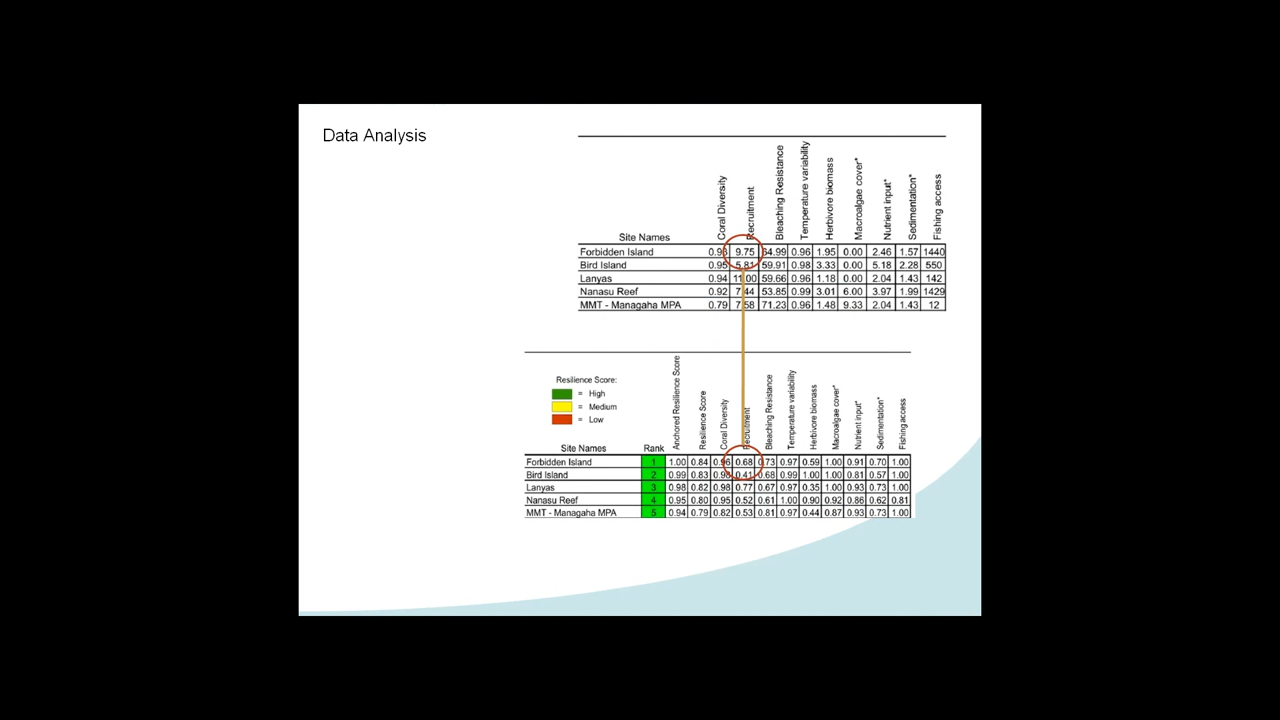 Data Analysis
Site Names Coral Diversity Recruitment Bleaching Resistance Temperature variability Herbivore biomass Macroalgae cover* Nutrient input* Sedimentation* Fishing access
Forbidden Island 9.75 64.99 0.96 1.95 0.00 2.46 1.57 1440
Bird Island 0.95 5.81 59.91 0.98 3.33 0.00 5.18 2.28 550
Lanyas 0.94 11.00 59.66 0.96 1.18 0.00 2.04 1.43 142
Nanasu Reef 0.92 7.44 53.85 0.99 3.01 6.00 3.97 1.99 1429
MMT - Managaha MPA 0.79 7.58 71.23 0.96 1.48 9.33 2.04 1.43 12
Resilience Score:
= High
= Medium
= Low
Site Names Rank Anchored Resilience Score Resilience Score Coral Diversity Recruitment Bleaching Resistance Temperature variability Herbivore biomass Macroalgae cover* Nutrient input* Sedimentation* Fishing access
Forbidden Island 1 1.00 0.84 0.96 0.68 0.73 0.97 0.59 1.00 0.91 0.70 1.00
Bird Island 2 0.99 0.83 0.41 0.68 0.99 1.00 1.00 0.81 0.57 1.00
Lanyas 3 0.98 0.82 0.98 0.77 0.67 0.97 0.35 1.00 0.93 0.73 1.00
Nanasu Reef 4 0.95 0.80 0.95 0.52 0.61 1.00 0.90 0.92 0.86 0.62 0.81
MMT - Managaha MPA 5 0.94 0.79 0.82 0.53 0.81 0.97 0.44 0.87 0.93 0.73 1.00